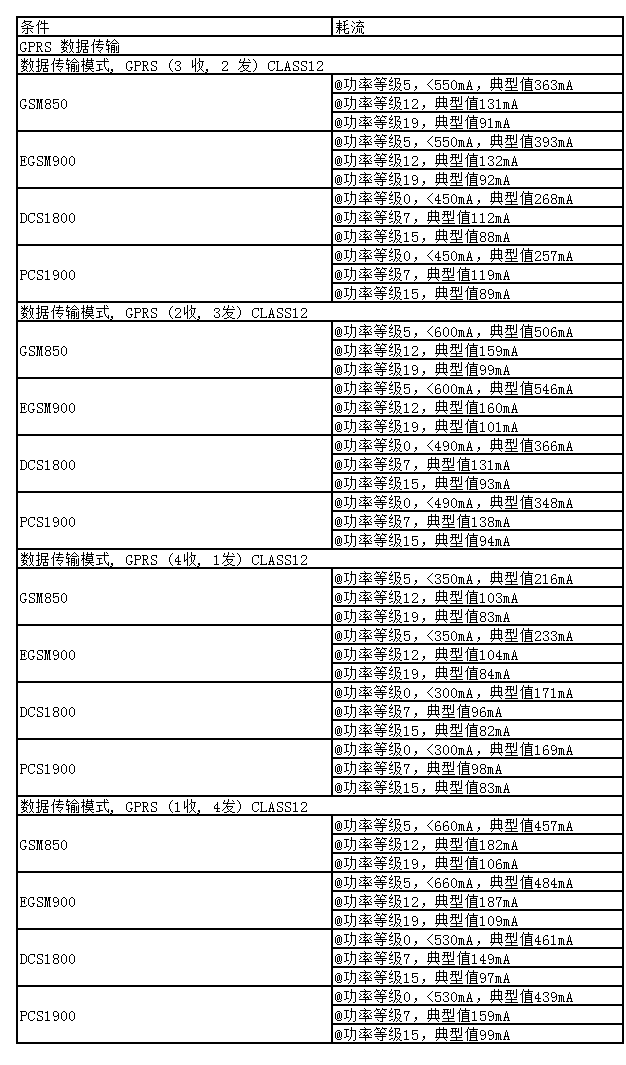 条件 耗流
GPRS 数据传输
数据传输模式, GPRS (3 收, 2 发) CLASS12
GSM850
@功率等级5, <550mA, 典型值363mA
@功率等级12, 典型值131mA
@功率等级19, 典型值91mA
EGSM900
@功率等级5, <550mA, 典型值393mA
@功率等级12, 典型值132mA
@功率等级19, 典型值92mA
DCS1800
@功率等级0, <450mA, 典型值268mA
@功率等级7, 典型值112mA
@功率等级15, 典型值88mA
PCS1900
@功率等级0, <450mA, 典型值257mA
@功率等级7, 典型值119mA
@功率等级15, 典型值89mA
数据传输模式, GPRS (2收, 3发) CLASS12
GSM850
@功率等级5, <600mA, 典型值506mA
@功率等级12, 典型值159mA
@功率等级19, 典型值99mA
EGSM900
@功率等级5, <600mA, 典型值546mA
@功率等级12, 典型值160mA
@功率等级19, 典型值101mA
DCS1800
@功率等级0, <490mA, 典型值366mA
@功率等级7, 典型值131mA
@功率等级15, 典型值93mA
PCS1900
@功率等级0, <490mA, 典型值348mA
@功率等级7, 典型值138mA
@功率等级15, 典型值94mA
数据传输模式, GPRS (4收, 1发) CLASS12
GSM850
@功率等级5, <350mA, 典型值216mA
@功率等级12, 典型值103mA
@功率等级19, 典型值83mA
EGSM900
@功率等级5, <350mA, 典型值233mA
@功率等级12, 典型值104mA
@功率等级19, 典型值84mA
DCS1800
@功率等级0, <300mA, 典型值171mA
@功率等级7, 典型值96mA
@功率等级15, 典型值82mA
PCS1900
@功率等级0, <300mA, 典型值169mA
@功率等级7, 典型值98mA
@功率等级15, 典型值83mA
数据传输模式, GPRS (1收, 4发) CLASS12
GSM850
@功率等级5, <660mA, 典型值457mA
@功率等级12, 典型值182mA
@功率等级19, 典型值106mA
EGSM900
@功率等级5, <660mA, 典型值484mA
@功率等级12, 典型值187mA
@功率等级19, 典型值109mA
DCS1800
@功率等级0, <530mA, 典型值461mA
@功率等级7, 典型值149mA
@功率等级15, 典型值97mA
PCS1900
@功率等级0, <530mA, 典型值439mA
@功率等级7, 典型值159mA
@功率等级15, 典型值99mA